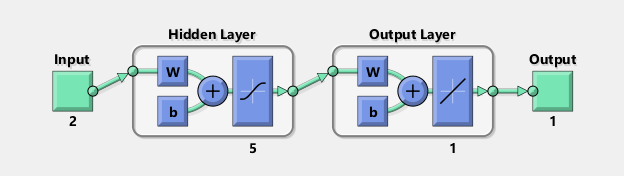 Hidden Layer
Output Layer
Input
Output
W
W
b
b
2
1
5
1